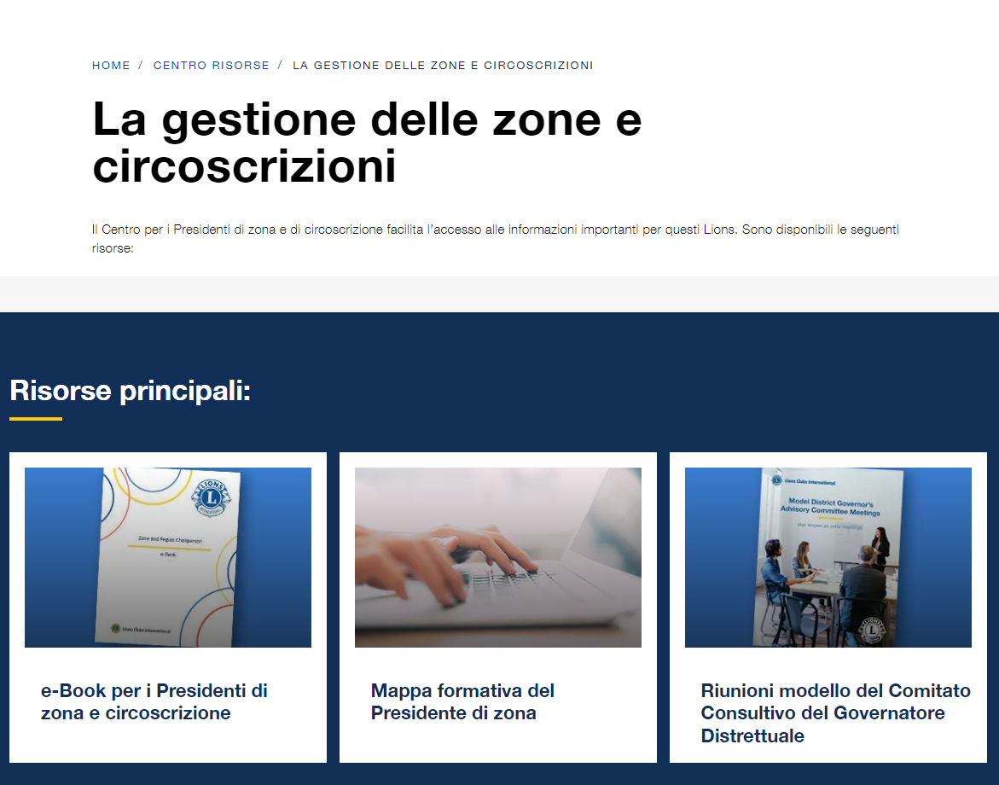 HOME / CENTRO RISORSE / LA GESTIONE DELLE ZONE E CIRCOSCRIZIONI
La gestione delle zone e
circoscrizioni
Il Centro per i Presidenti di zona e di circoscrizione facilita l'accesso alle informazioni importanti per questi Lions. Sono disponibili le seguenti
risorse:
Risorse principali:
LIONS
L
INTERNATIONAL
Zone and Region Chairperson
e-Book
Lions Clubs International
Lions Clubs International
Model District Governor's
Advisory Committee Meetings
also known as zone meetings
LIONS
L
e-Book per i Presidenti di
zona e circoscrizione
Mappa formativa del
Presidente di zona
Riunioni modello del Comitato
Consultivo del Governatore
Distrettuale